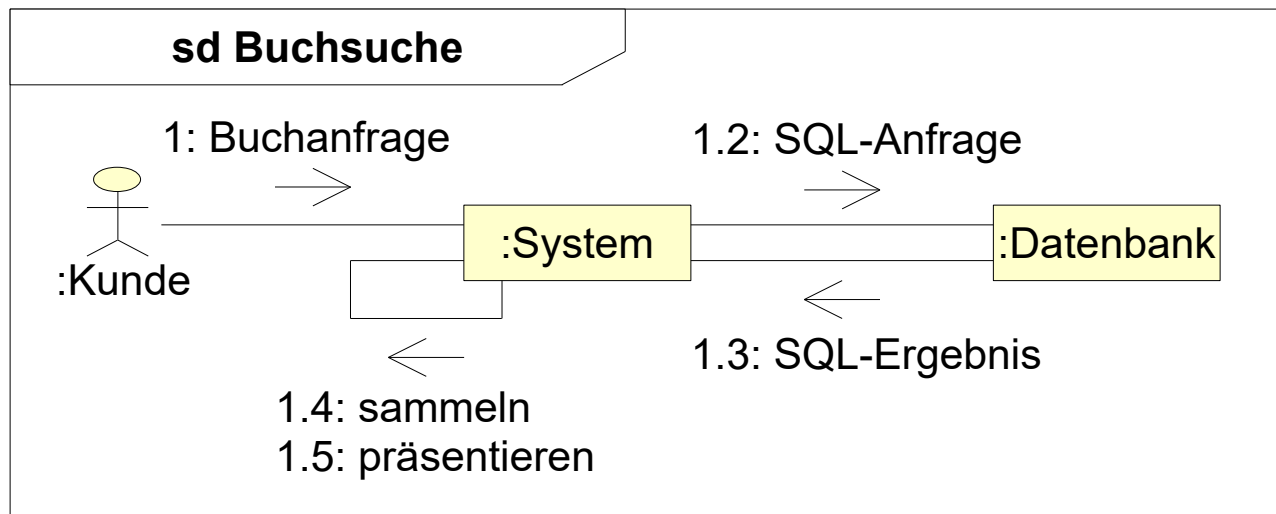 sd Buchsuche
1: Buchanfrage
1.2: SQL-Anfrage
:Kunde
:System
:Datenbank
1.3: SQL-Ergebnis
1.4: sammeln
1.5: präsentieren